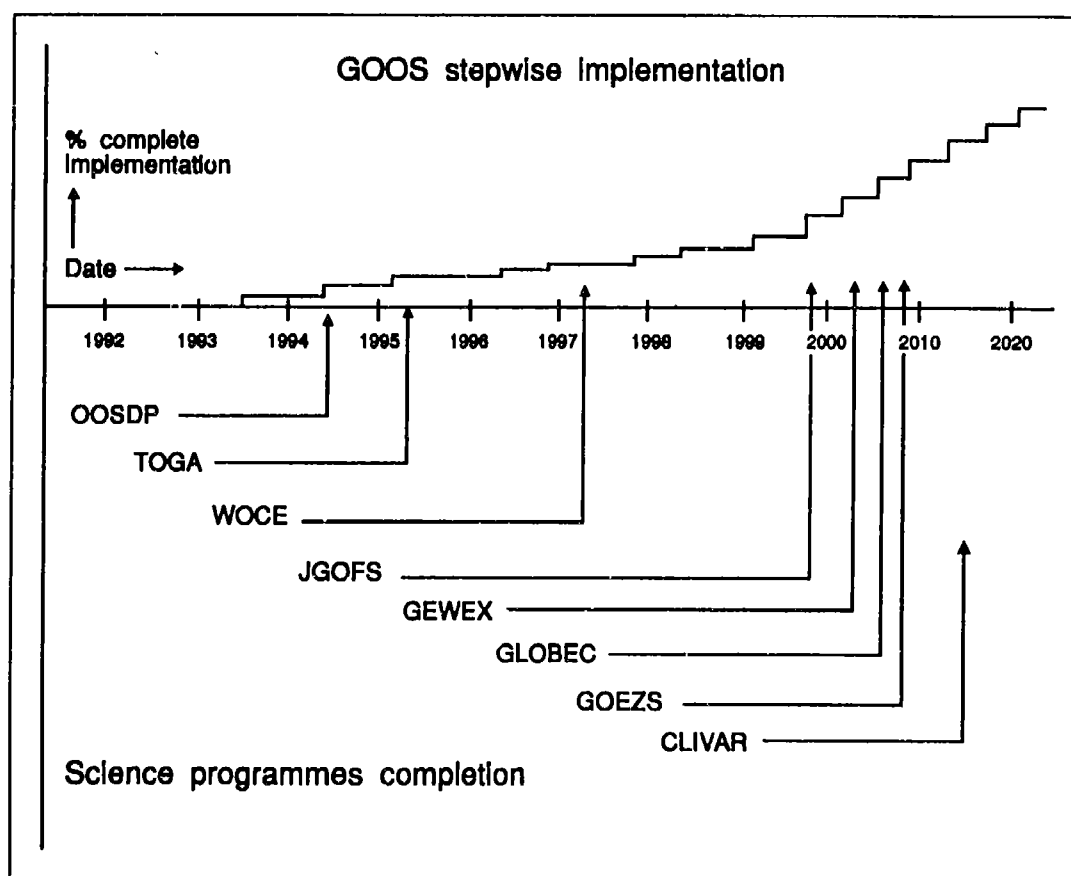 GOOS stepwise implementation
% complete
implementation
Date
1992 1993 1994 1995 1996 1997 1998 1999 2000 2010 2020
OOSDP
TOGA
WOCE
JGOFS
GEWEX
GLOBEC
GOEZS
CLIVAR
Science programmes completion